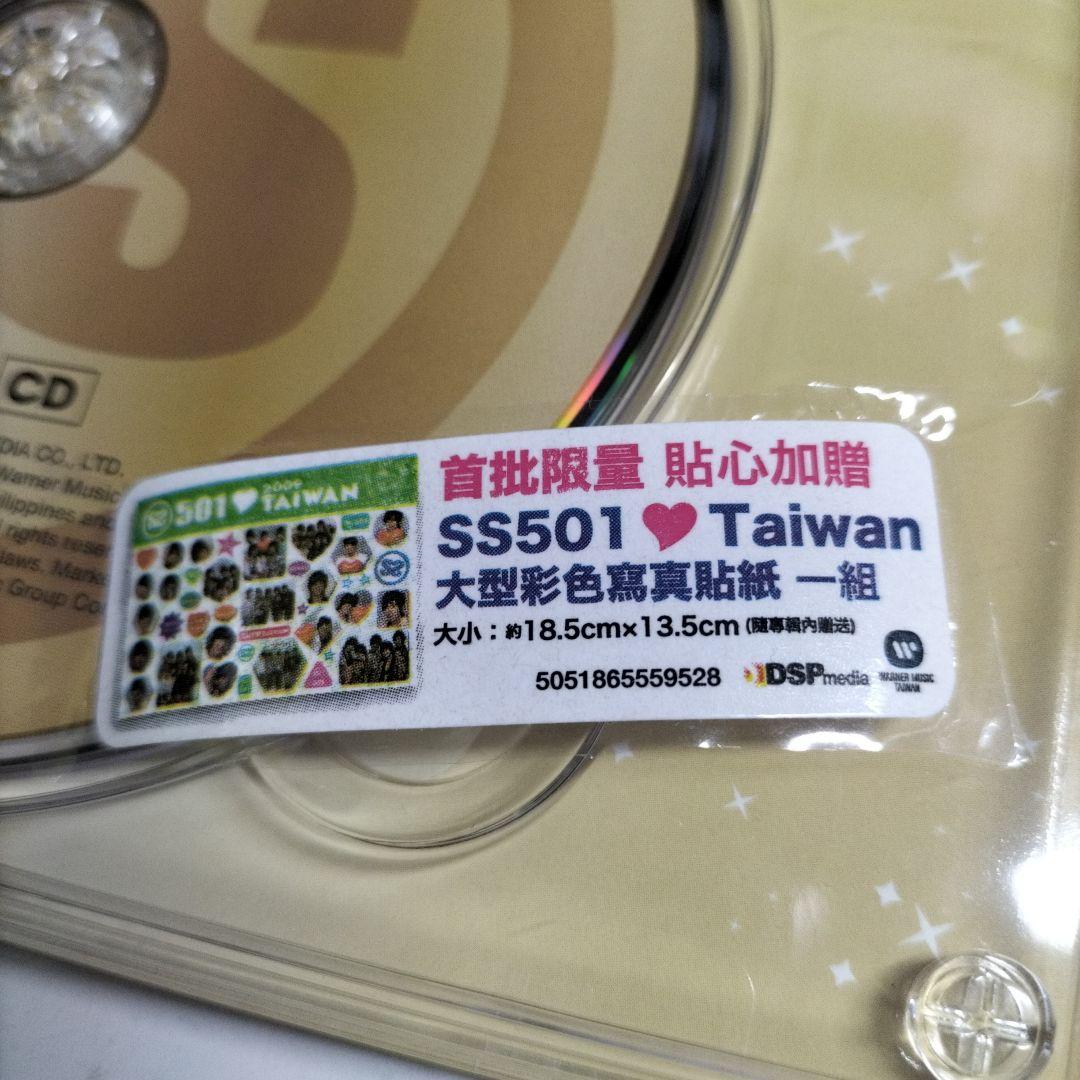 CD
DIA CO., LTD.
Warner Music
ilippines and
rights rese
laws. Marke
Group Co
501 ♥ 2009 TAIWAN
首批限量 貼心加贈
SS501 ♥ Taiwan
大型彩色寫真貼紙 一組
大小：約18.5cm×13.5cm (隨專輯內贈送)
5051865559528 DSPmedia WARNER MUSIC TAIWAN